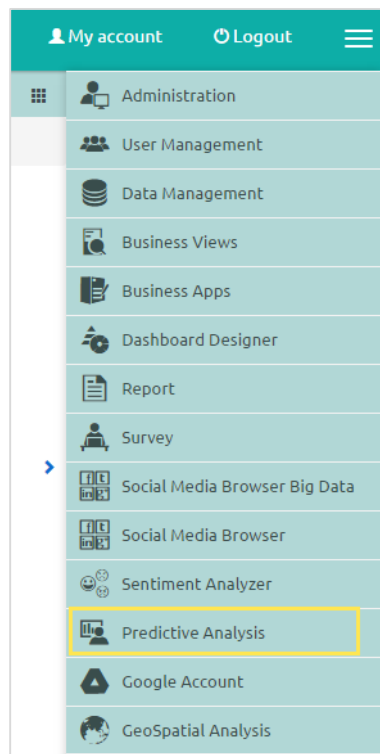 My account Logout
Administration
User Management
Data Management
Business Views
Business Apps
Dashboard Designer
Report
Survey
Social Media Browser Big Data
Social Media Browser
Sentiment Analyzer
Predictive Analysis
Google Account
GeoSpatial Analysis